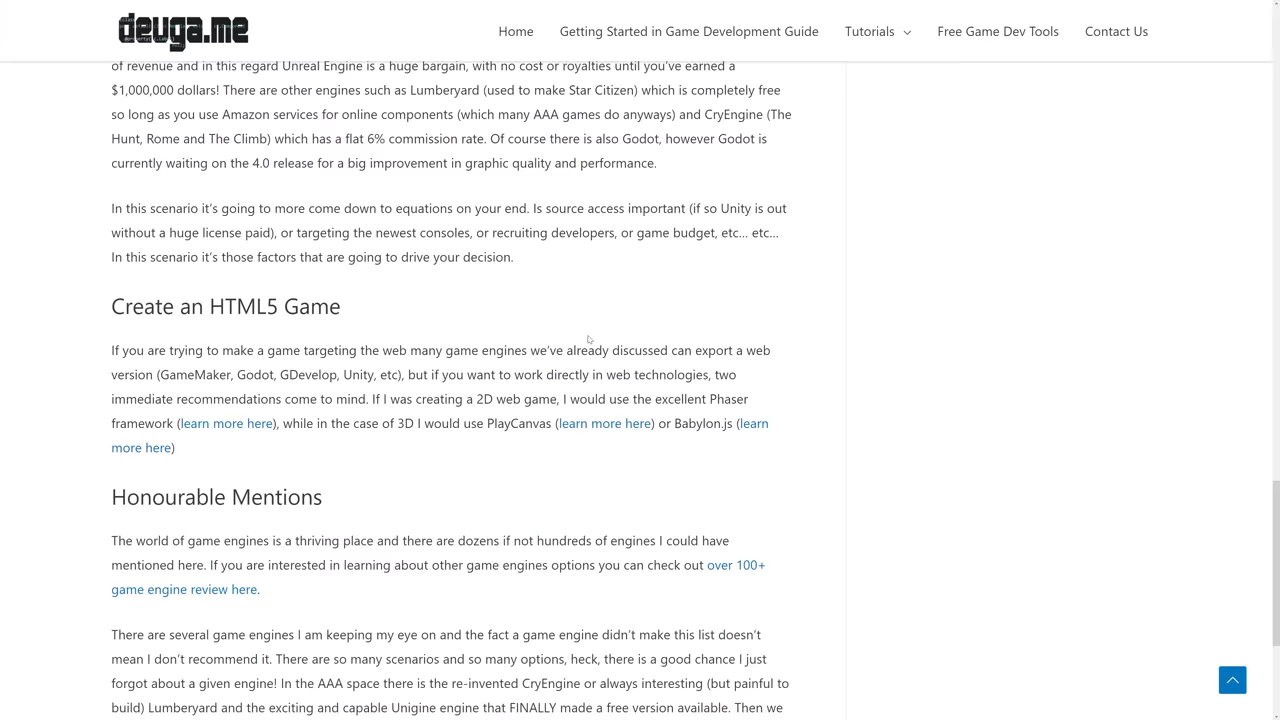 devga.me
Home
Getting Started in Game Development Guide
Tutorials
Free Game Dev Tools
Contact Us
of revenue and in this regard Unreal Engine is a huge bargain, with no cost or royalties until you've earned a
$1,000,000 dollars! There are other engines such as Lumberyard (used to make Star Citizen) which is completely free
so long as you use Amazon services for online components (which many AAA games do anyways) and CryEngine (The
Hunt, Rome and The Climb) which has a flat 6% commission rate. Of course there is also Godot, however Godot is
currently waiting on the 4.0 release for a big improvement in graphic quality and performance.
In this scenario it's going to more come down to equations on your end. Is source access important (if so Unity is out
without a huge license paid), or targeting the newest consoles, or recruiting developers, or game budget, etc... etc...
In this scenario it's those factors that are going to drive your decision.
Create an HTML5 Game
If you are trying to make a game targeting the web many game engines we've already discussed can export a web
version (GameMaker, Godot, GDevelop, Unity, etc), but if you want to work directly in web technologies, two
immediate recommendations come to mind. If I was creating a 2D web game, I would use the excellent Phaser
framework (learn more here), while in the case of 3D I would use PlayCanvas (learn more here) or Babylon.js (learn
more here)
Honourable Mentions
The world of game engines is a thriving place and there are dozens if not hundreds of engines I could have
mentioned here. If you are interested in learning about other game engines options you can check out over 100+
game engine review here.
There are several game engines I am keeping my eye on and the fact a game engine didn't make this list doesn't
mean I don't recommend it. There are so many scenarios and so many options, heck, there is a good chance I just
forgot about a given engine! In the AAA space there is the re-invented CryEngine or always interesting (but painful to
build) Lumberyard and the exciting and capable Unigine engine that FINALLY made a free version available. Then we